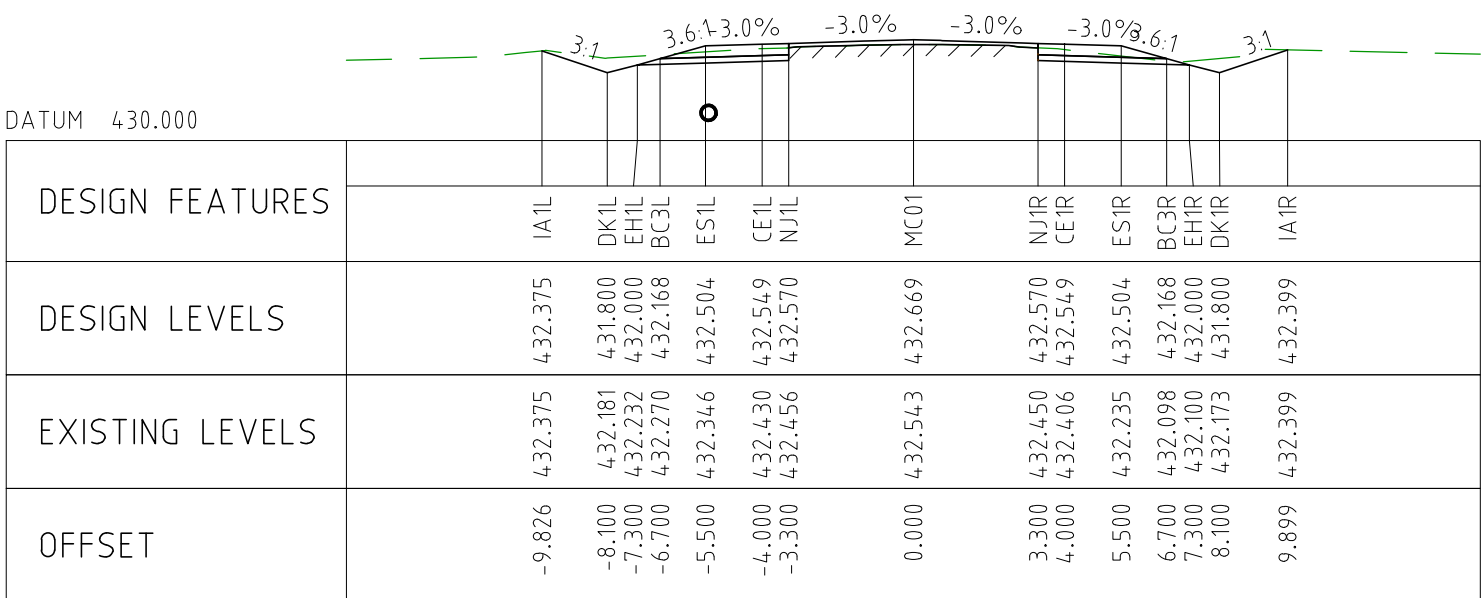 3:1 3.6:1 -3.0% -3.0% -3.0% -3.0% 3.6:1 3:1
DATUM 430.000
DESIGN FEATURES IA1L DK1L EH1L BC3L ES1L CE1L NJ1L MC01 NJ1R CE1R ES1R BC3R EH1R DK1R IA1R
DESIGN LEVELS 432.375 431.800 432.000 432.168 432.504 432.549 432.570 432.669 432.570 432.549 432.504 432.168 432.000 431.800 432.399
EXISTING LEVELS 432.375 432.181 432.232 432.270 432.346 432.430 432.456 432.543 432.450 432.406 432.235 432.098 432.100 432.173 432.399
OFFSET -9.826 -8.100 -7.300 -6.700 -5.500 -4.000 -3.300 0.000 3.300 4.000 5.500 6.700 7.300 8.100 9.899